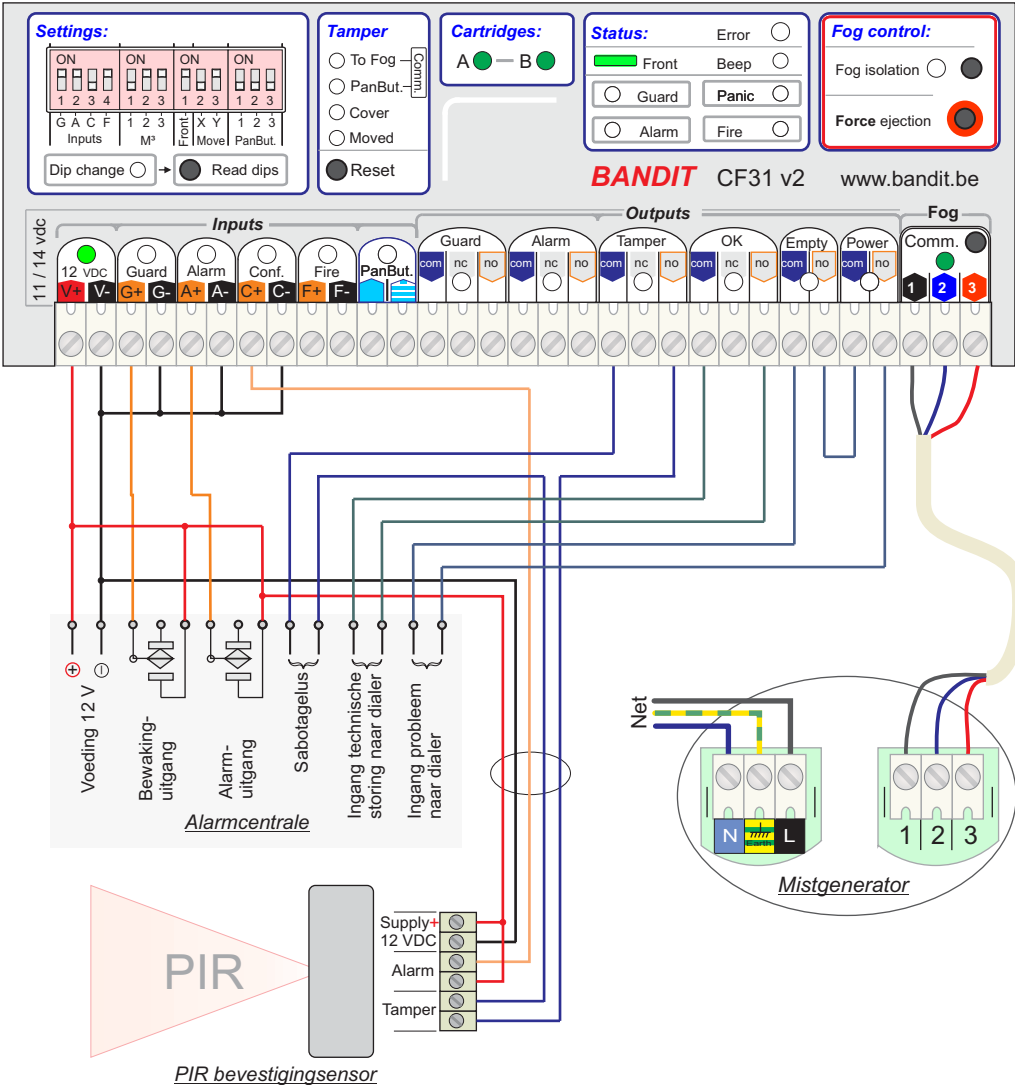 Settings:
ON ON ON ON
1 2 3 4 1 2 3 1 2 3 1 2 3
G A C F 1 2 3 Front X Y 1 2 3
Inputs M³ Move PanBut.
Dip change Read dips
Tamper
To Fog
PanBut.
Comm.
Cover
Moved
Reset
Cartridges:
A B
Status:
Error
Front
Beep
Guard
Panic
Alarm
Fire
Fog control:
Fog isolation
Force ejection
BANDIT CF31 v2 www.bandit.be
11 / 14 vdc
Inputs
Outputs
Fog
12 VDC Guard Alarm Conf. Fire PanBut.
Guard Alarm Tamper OK Empty Power Comm.
com nc no com nc no com nc no com nc no com no com no
V+ V- G+ G- A+ A- C+ C- F+ F- 1 2 3
+ −
Voeding 12 V
Bewaking-
uitgang
Alarm-
uitgang
Sabotagelus
Ingang technische
storing naar dialer
Ingang probleem
naar dialer
Alarmcentrale
Net
N Earth L
1 2 3
Mistgenerator
PIR
Supply+
12 VDC
Alarm
Tamper
PIR bevestigingsensor